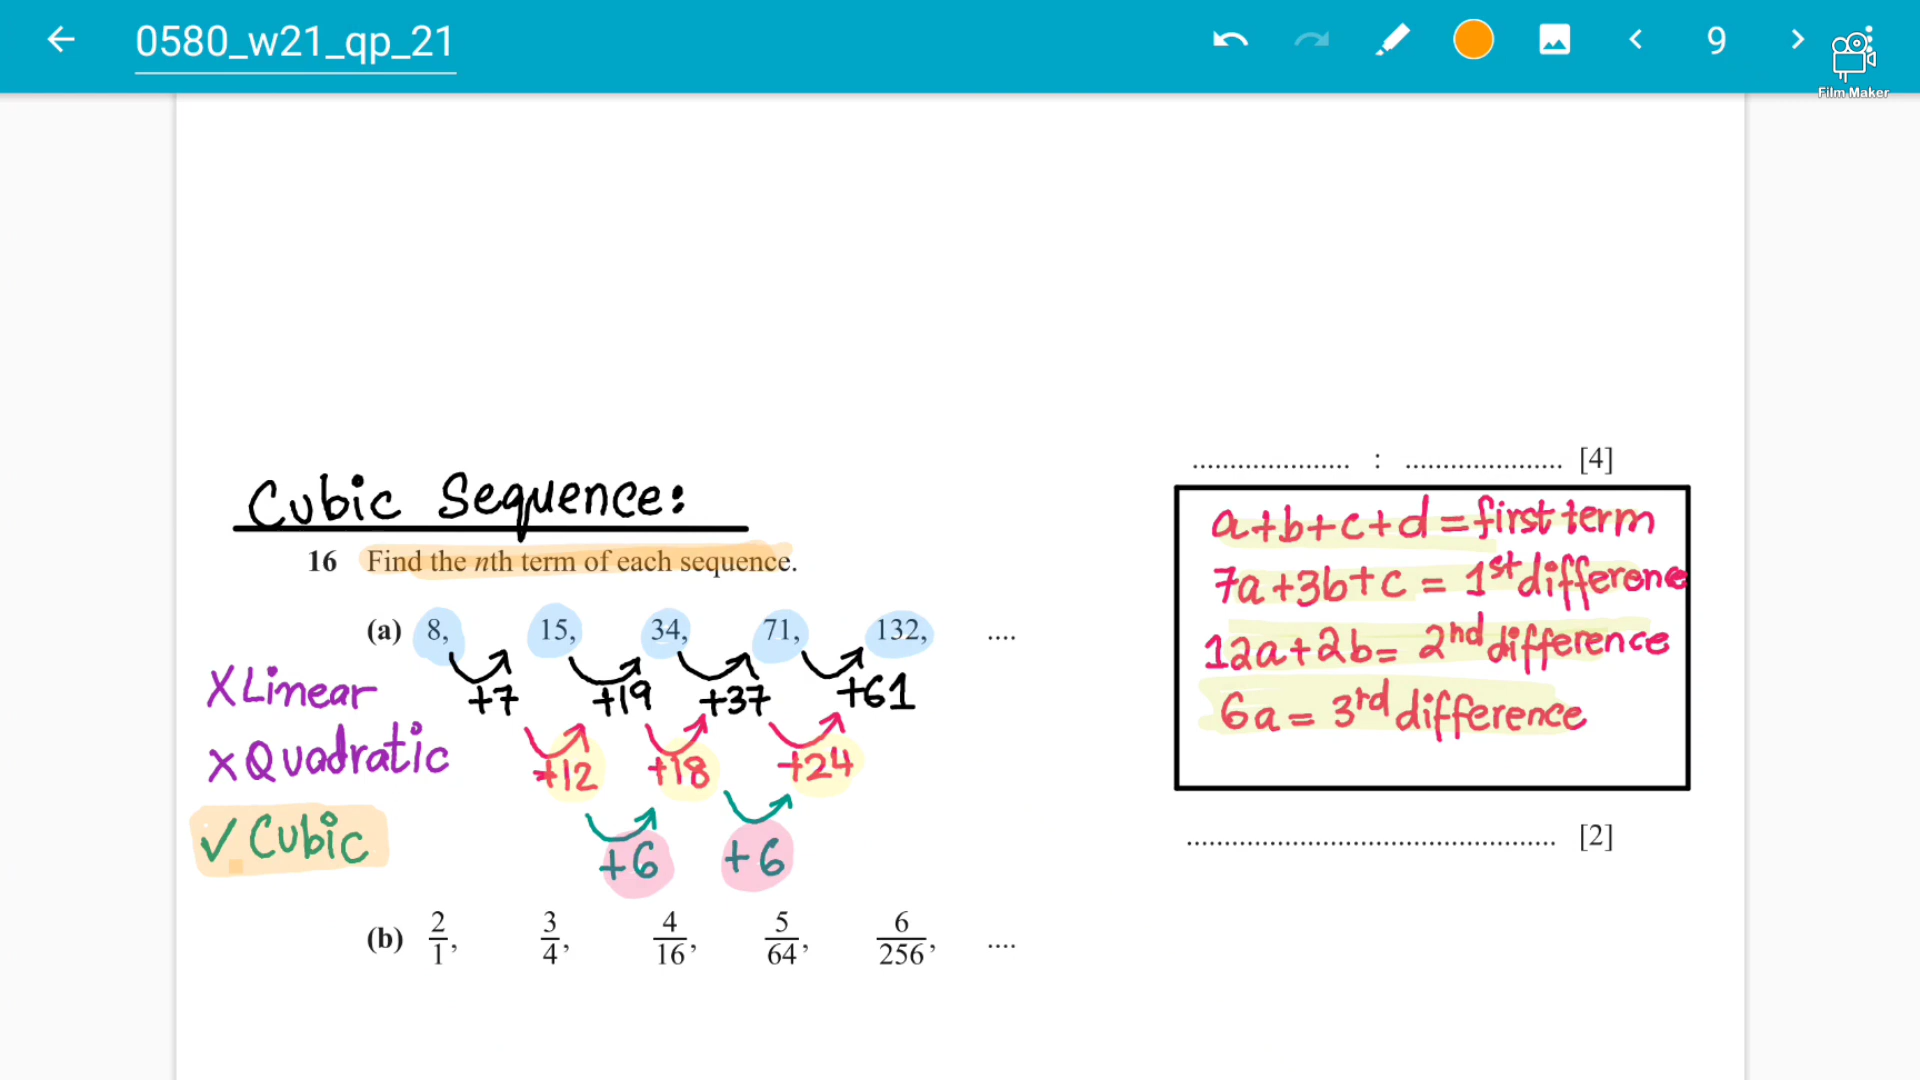 0580_w21_qp_21
9
Film Maker
..................... : ..................... [4]
Cubic Sequence:
a+b+c+d = first term
7a+3b+c = 1st differene
12a+2b= 2nd difference
6a = 3rd difference
16 Find the nth term of each sequence.
(a) 8, 15, 34, 71, 132, ....
+7 +19 +37 +61
X Linear
+12 +18 +24
x Quadratic
+6 +6
✓ Cubic
.................................................. [2]
(b) 2/1, 3/4, 4/16, 5/64, 6/256, ....